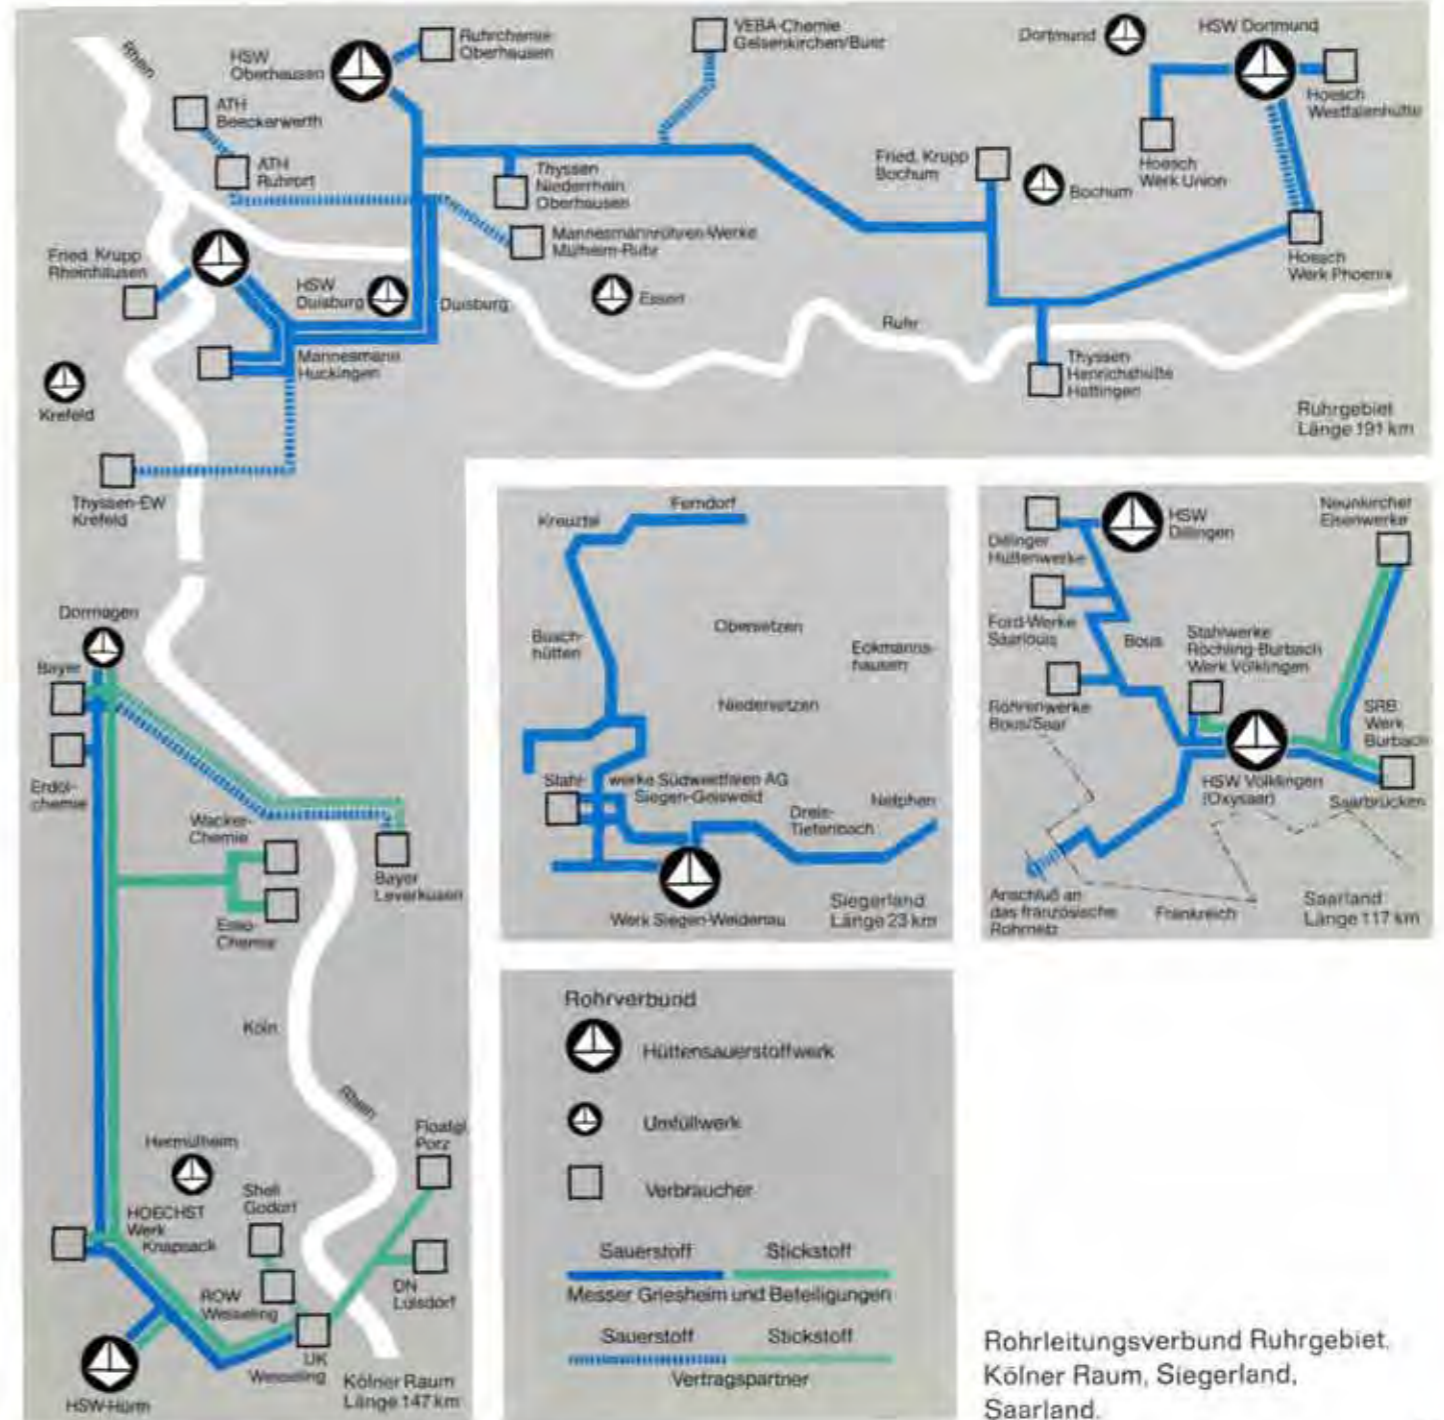 Rhein
HSW
Oberhausen
Ruhrchemie
Oberhausen
VEBA-Chemie
Gelsenkirchen/Buer
Dortmund
HSW Dortmund
ATH
Beeckerwerth
ATH
Ruhrort
Thyssen
Niederrhein
Oberhausen
Fried. Krupp
Bochum
Bochum
Hoesch
Werk Union
Hoesch
Westfalenhütte
Mannesmannröhren-Werke
Mülheim-Ruhr
Hoesch
Werk Phoenix
Fried. Krupp
Rheinhausen
HSW
Duisburg
Duisburg
Essen
Ruhr
Mannesmann
Huckingen
Krefeld
Thyssen
Henrichshütte
Hattingen
Ruhrgebiet
Länge 191 km
Thyssen-EW
Krefeld
Dormagen
Bayer
Erdöl-
chemie
Wacker-
Chemie
Esso-
Chemie
Bayer
Leverkusen
Köln
Rhein
Hermülheim
Floatgl.
Porz
HOECHST
Werk
Knapsack
Shell
Godorf
ROW
Wesseling
DN
Lülsdorf
UK
Wesseling
HSW-Hürth
Kölner Raum
Länge 147 km
Ferndorf
Kreuztal
Busch-
hütten
Obersetzen
Eckmanns-
hausen
Niedersetzen
Stahl- werke Südwestfalen AG
Siegen-Geisweid
Dreis-
Tiefenbach
Netphen
Werk Siegen-Weidenau
Siegerland
Länge 23 km
HSW
Dillingen
Neunkircher
Eisenwerke
Dillinger
Hüttenwerke
Ford-Werke
Saarlouis
Bous
Stahlwerke
Röchling-Burbach
Werk Völklingen
Röhrenwerke
Bous/Saar
SRB
Werk
Burbach
HSW Völklingen
(Oxysaar)
Saarbrücken
Anschluß an
das französische
Rohrnetz
Frankreich
Saarland
Länge 117 km
Rohrverbund
Hüttensauerstoffwerk
Umfüllwerk
Verbraucher
Sauerstoff Stickstoff
Messer Griesheim und Beteiligungen
Sauerstoff Stickstoff
Vertragspartner
Rohrleitungsverbund Ruhrgebiet.
Kölner Raum, Siegerland,
Saarland.